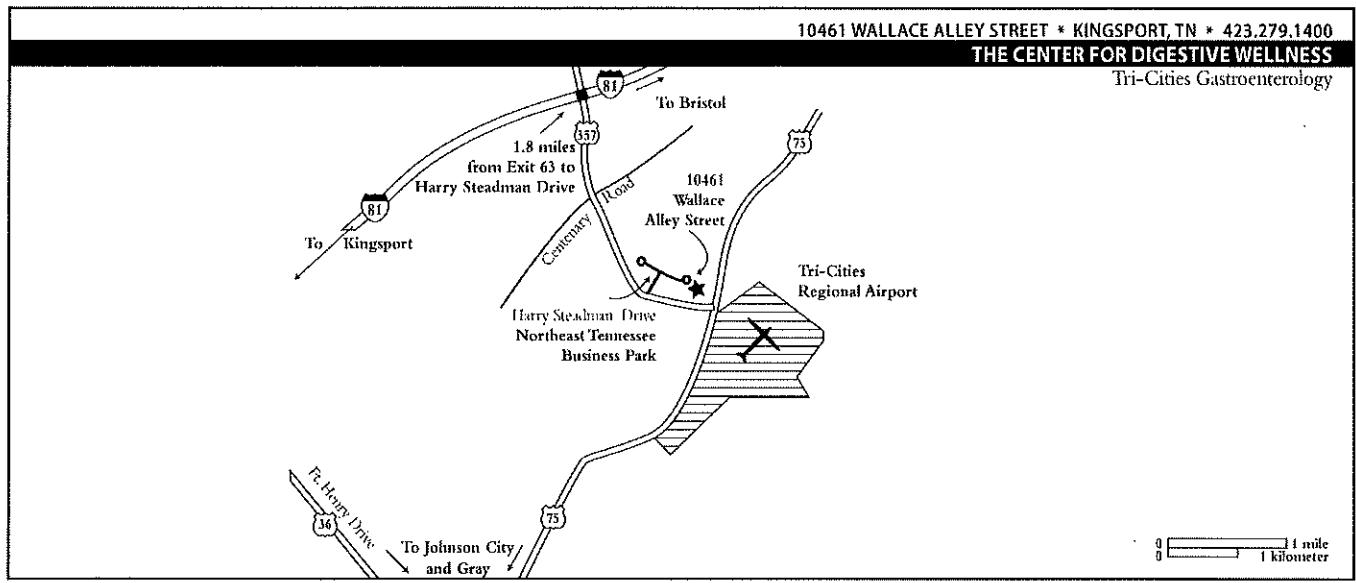 10461 WALLACE ALLEY STREET * KINGSPORT, TN * 423.279.1400
THE CENTER FOR DIGESTIVE WELLNESS
Tri-Cities Gastroenterology
81
To Bristol
357
75
1.8 miles
from Exit 63 to
Harry Steadman Drive
81
To Kingsport
Centenary Road
10461
Wallace
Alley Street
Tri-Cities
Regional Airport
Harry Steadman Drive
Northeast Tennessee
Business Park
Ft. Henry Drive
36
75
To Johnson City
and Gray
0 1 mile
0 1 kilometer